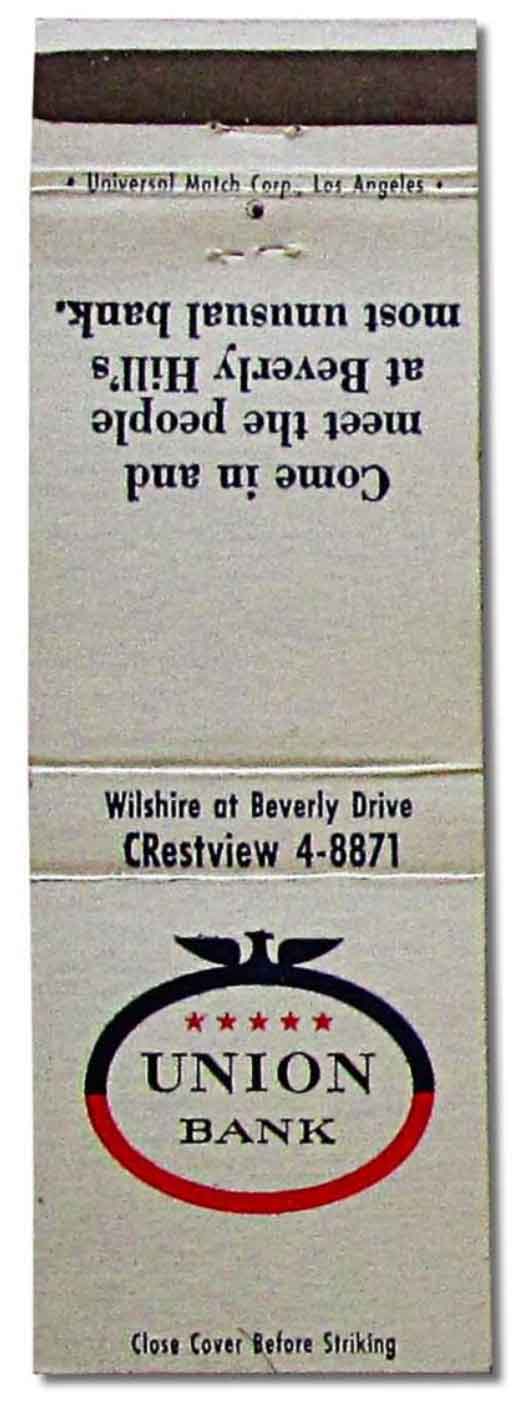 • Universal Match Corp., Los Angeles •
Come in and
meet the people
at Beverly Hill's
most unusual bank.
Wilshire at Beverly Drive
CRestview 4-8871
UNION
BANK
Close Cover Before Striking